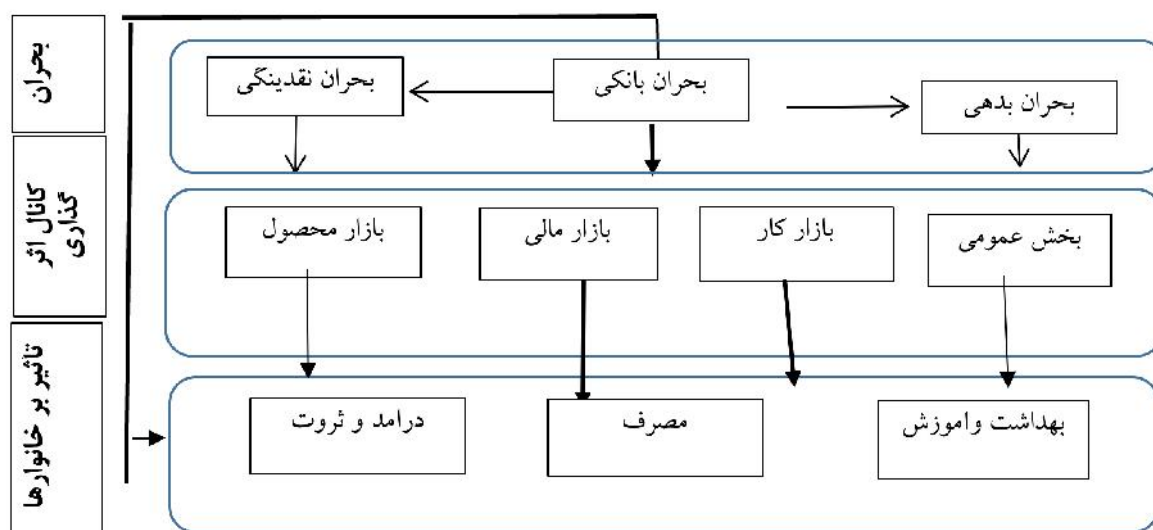 بحران
بحران بدهی
بحران بانکی
بحران نقدینگی
کانال اثر
گذاری
بخش عمومی
بازار کار
بازار مالی
بازار محصول
تاثیر بر خانوارها
بهداشت واموزش
مصرف
درامد و ثروت